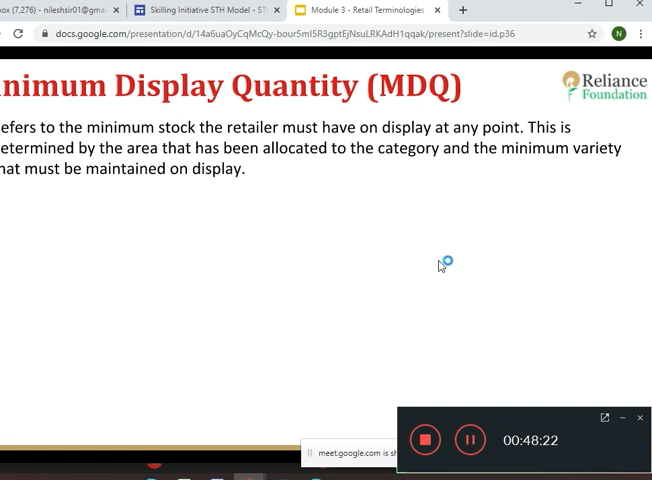 ox (7,276) - nileshsir01@gma
Skilling Initiative STH Model - ST
Module 3 - Retail Terminologies
docs.google.com/presentation/d/14a6uaOyCqMcQy-bour5mI5R3gptEjNsuLRKAdH1qqak/present?slide=id.p36
N
nimum Display Quantity (MDQ)
Reliance
Foundation
efers to the minimum stock the retailer must have on display at any point. This is
etermined by the area that has been allocated to the category and the minimum variety
hat must be maintained on display.
00:48:22
meet.google.com is sh